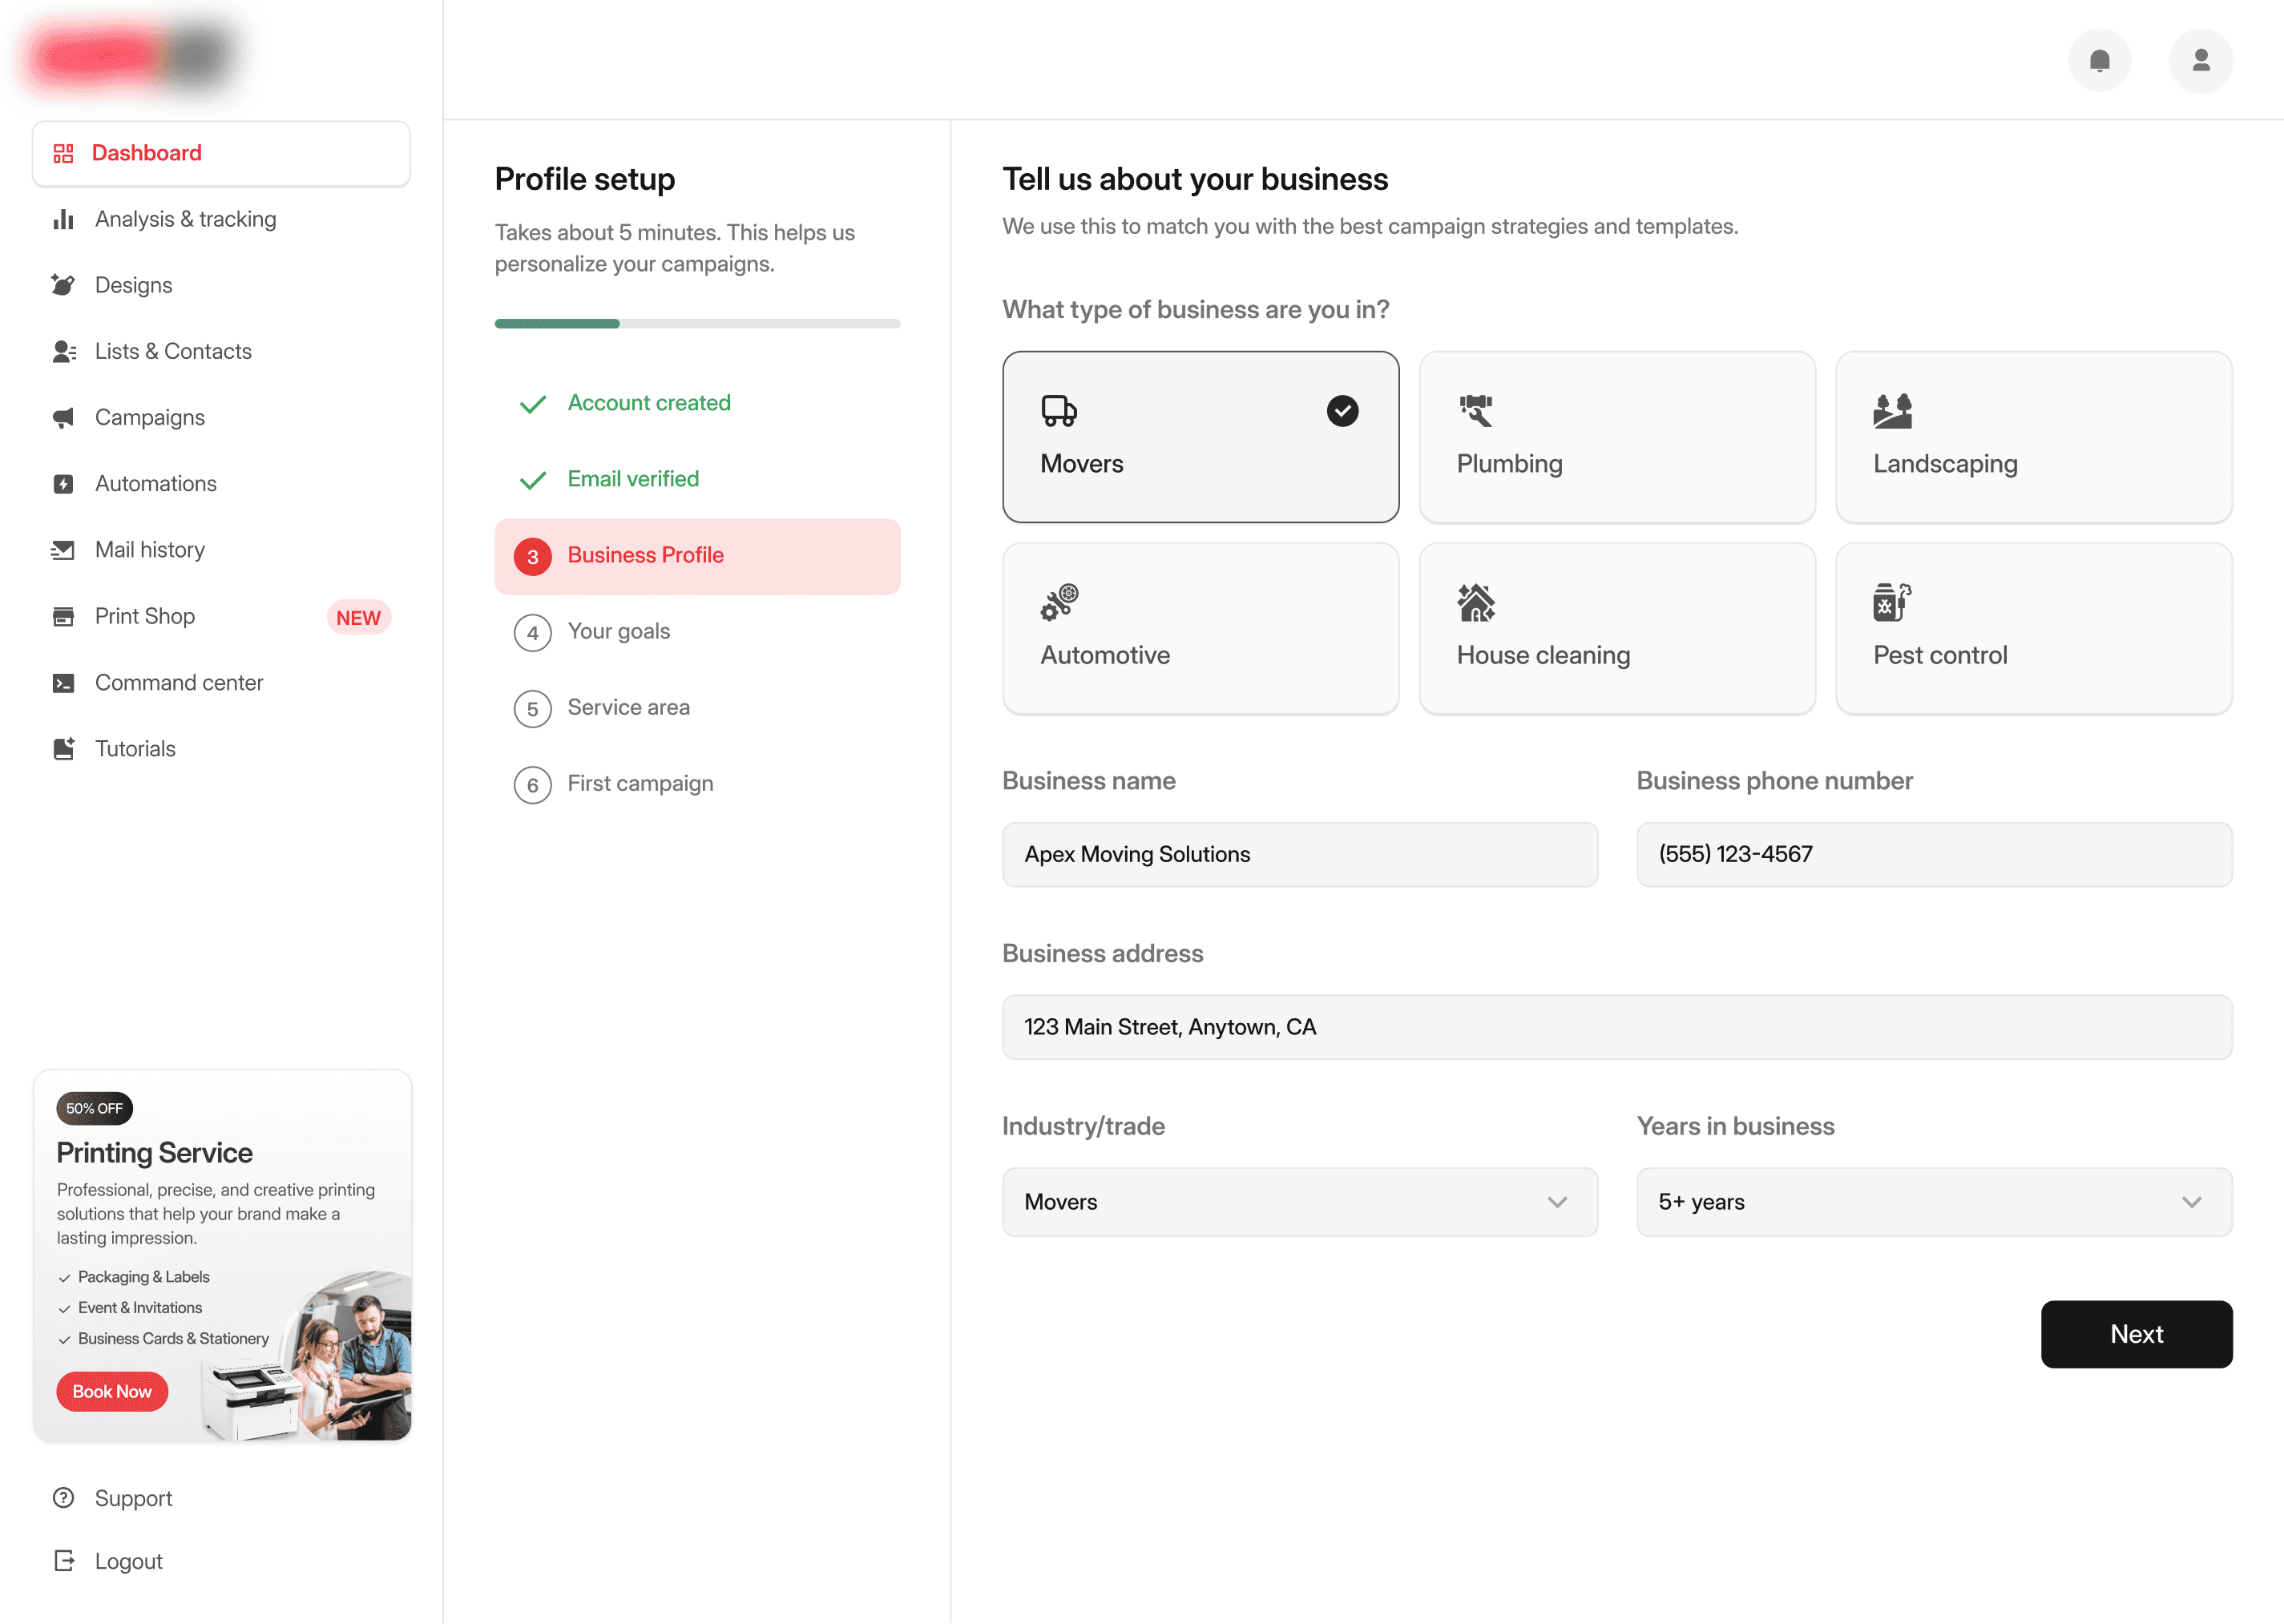 Dashboard
Analysis & tracking
Designs
Lists & Contacts
Campaigns
Automations
Mail history
Print Shop
NEW
Command center
Tutorials
50% OFF
Printing Service
Professional, precise, and creative printing
solutions that help your brand make a
lasting impression.
Packaging & Labels
Event & Invitations
Business Cards & Stationery
Book Now
Support
Logout
Profile setup
Takes about 5 minutes. This helps us
personalize your campaigns.
Account created
Email verified
3 Business Profile
4 Your goals
5 Service area
6 First campaign
Tell us about your business
We use this to match you with the best campaign strategies and templates.
What type of business are you in?
Movers
Plumbing
Landscaping
Automotive
House cleaning
Pest control
Business name
Apex Moving Solutions
Business phone number
(555) 123-4567
Business address
123 Main Street, Anytown, CA
Industry/trade
Movers
Years in business
5+ years
Next